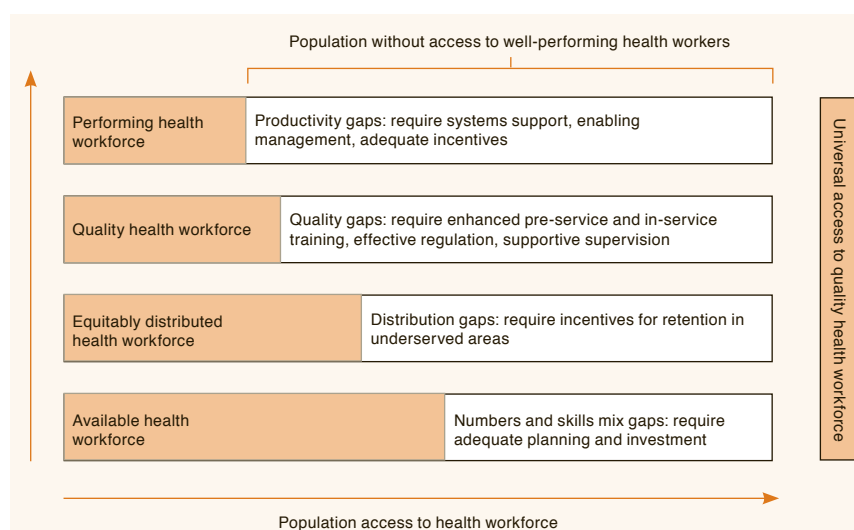 Population without access to well-performing health workers
Performing health
workforce
Productivity gaps: require systems support, enabling
management, adequate incentives
Quality health workforce
Quality gaps: require enhanced pre-service and in-service
training, effective regulation, supportive supervision
Equitably distributed
health workforce
Distribution gaps: require incentives for retention in
underserved areas
Available health
workforce
Numbers and skills mix gaps: require
adequate planning and investment
Universal access to quality health workforce
Population access to health workforce